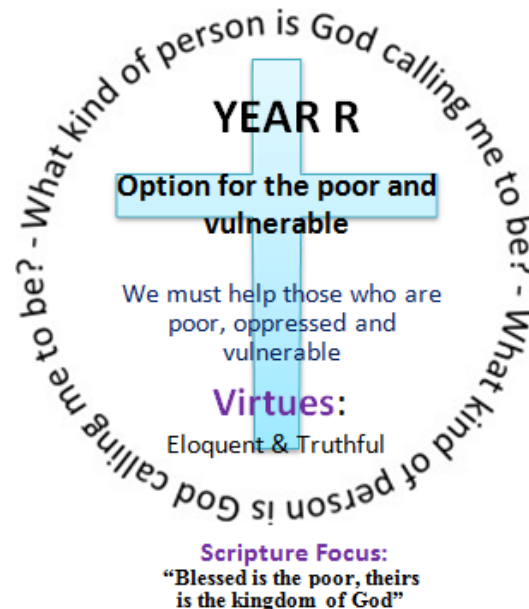 What kind of person is God calling me to be? - What kind of person is God calling me to be? -
YEAR R
Option for the poor and
vulnerable
We must help those who are
poor, oppressed and
vulnerable
Virtues:
Eloquent & Truthful
Scripture Focus:
“Blessed is the poor, theirs
is the kingdom of God”